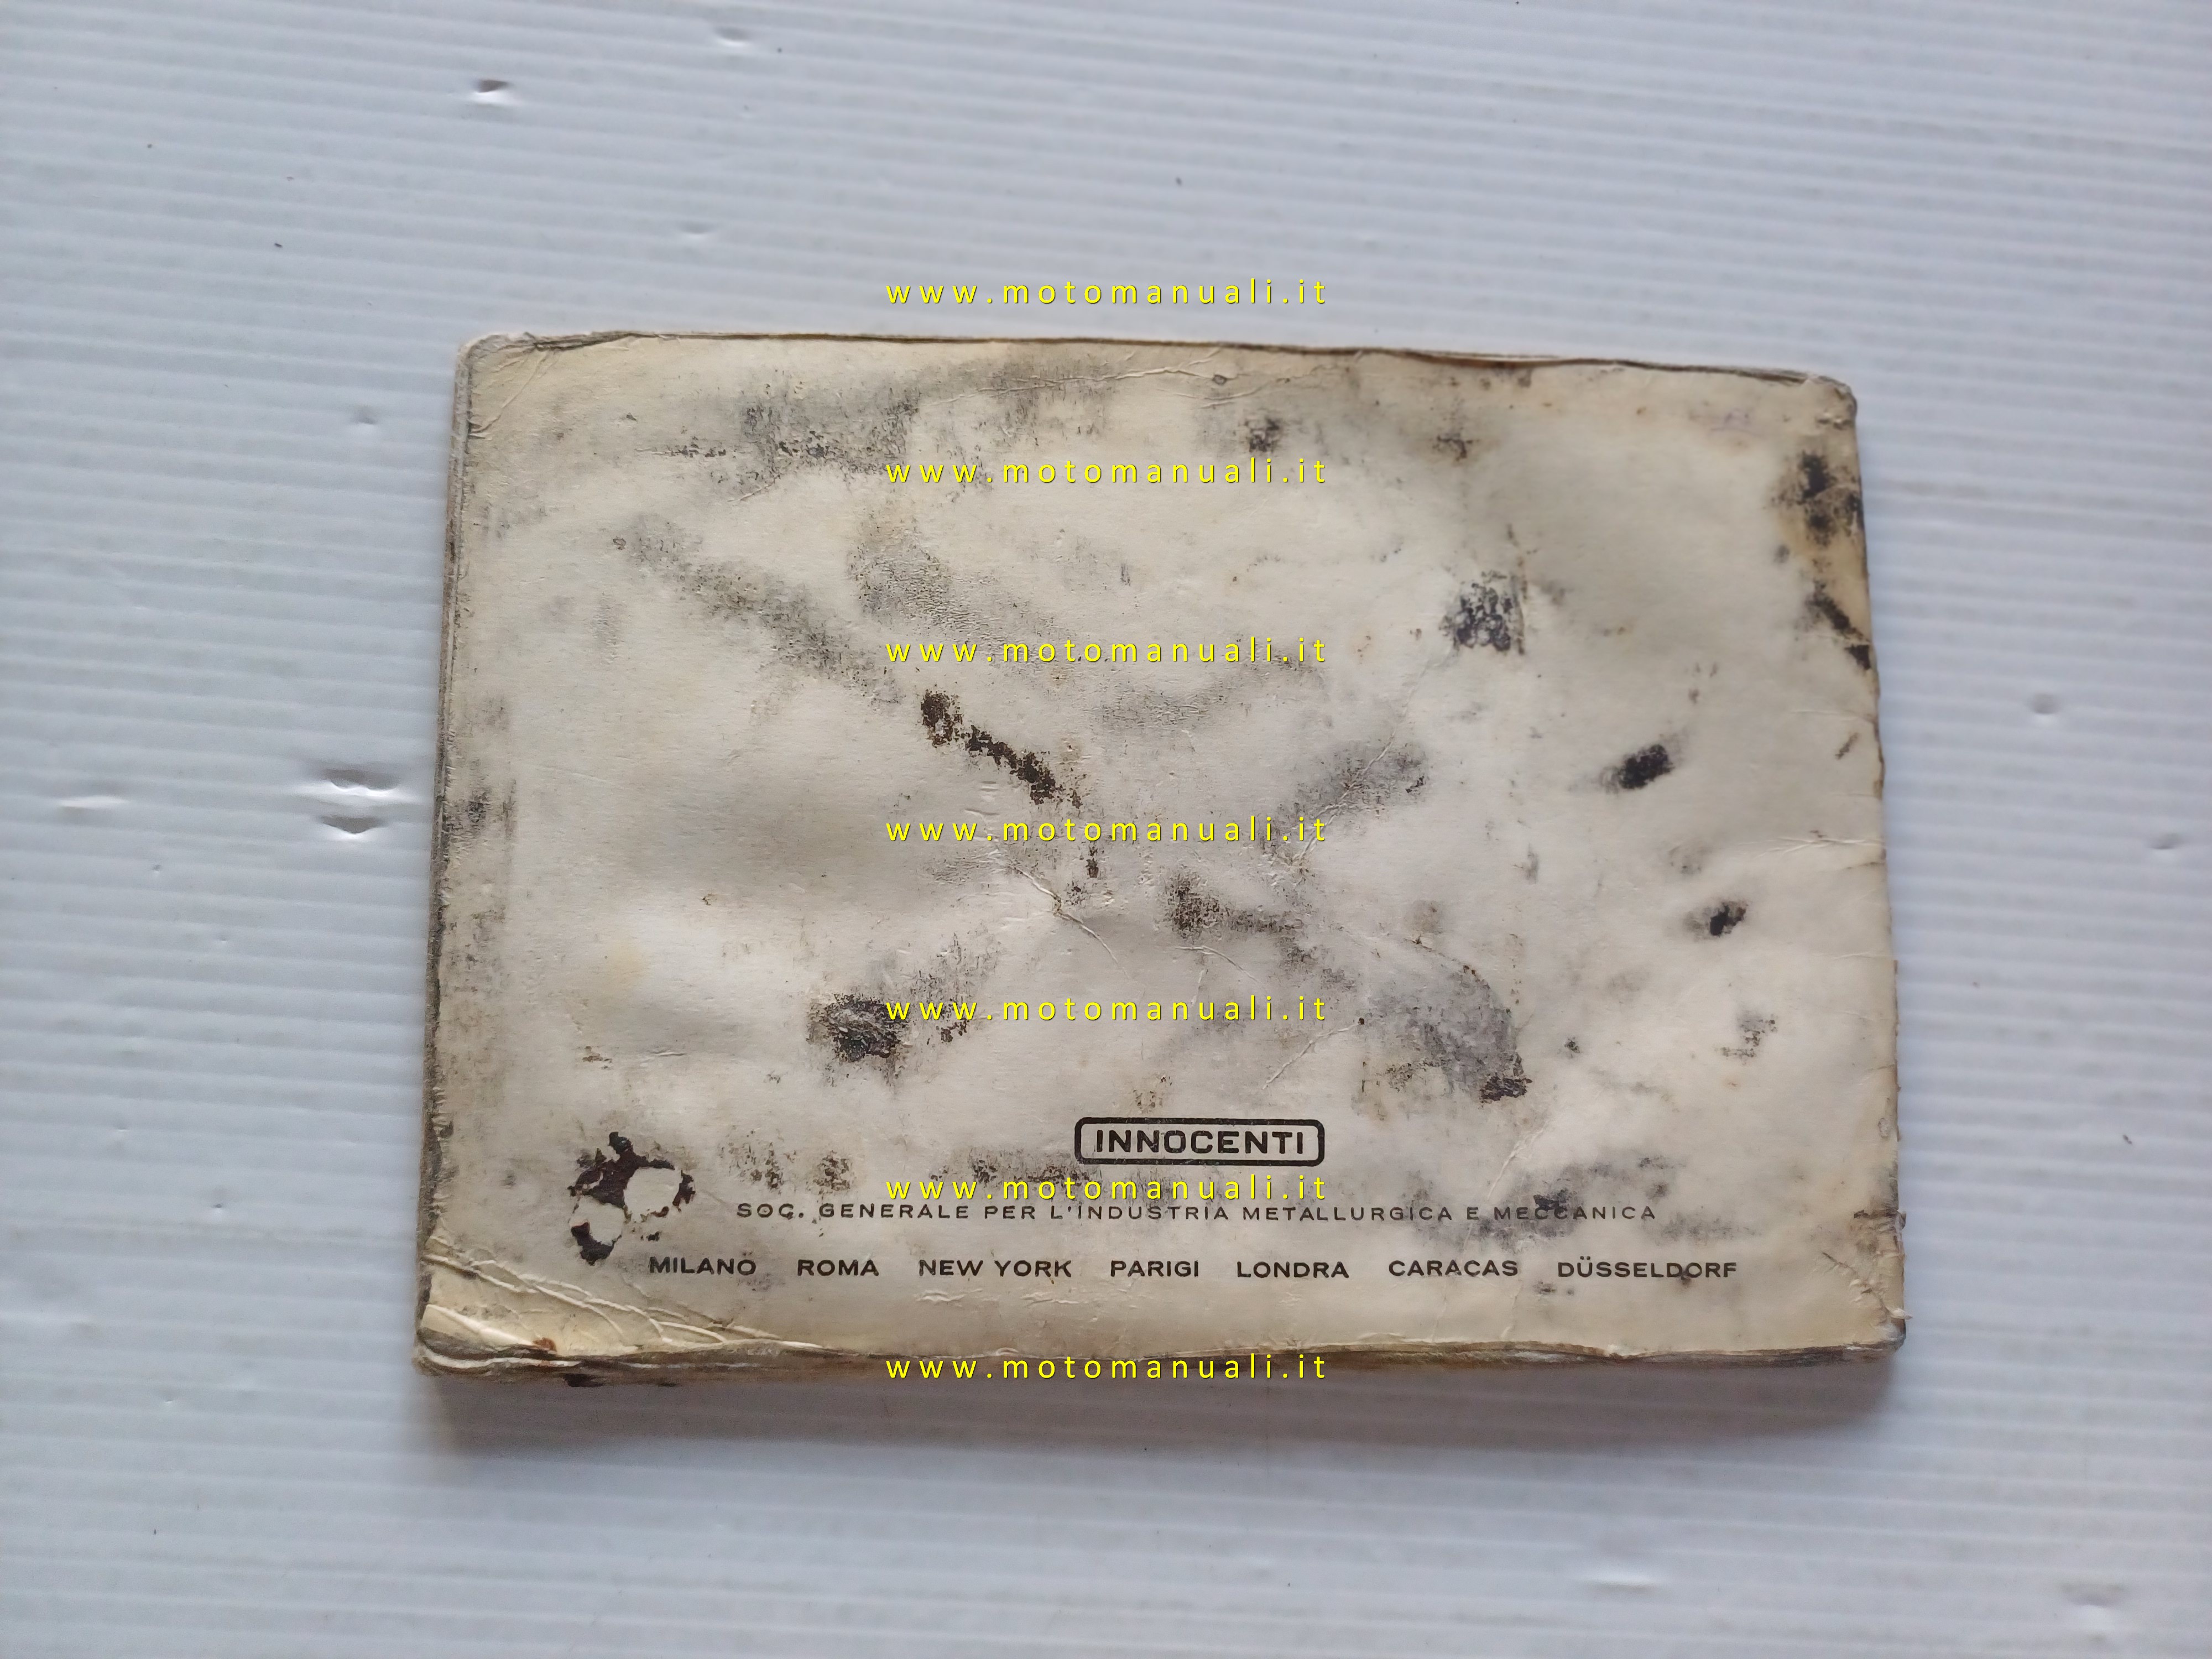 www.motomanuali.it
www.motomanuali.it
www.motomanuali.it
www.motomanuali.it
www.motomanuali.it
INNOCENTI
www.motomanuali.it
SOC. GENERALE PER L'INDUSTRIA METALLURGICA E MECCANICA
MILANO ROMA NEW YORK PARIGI LONDRA CARACAS DÜSSELDORF
www.motomanuali.it